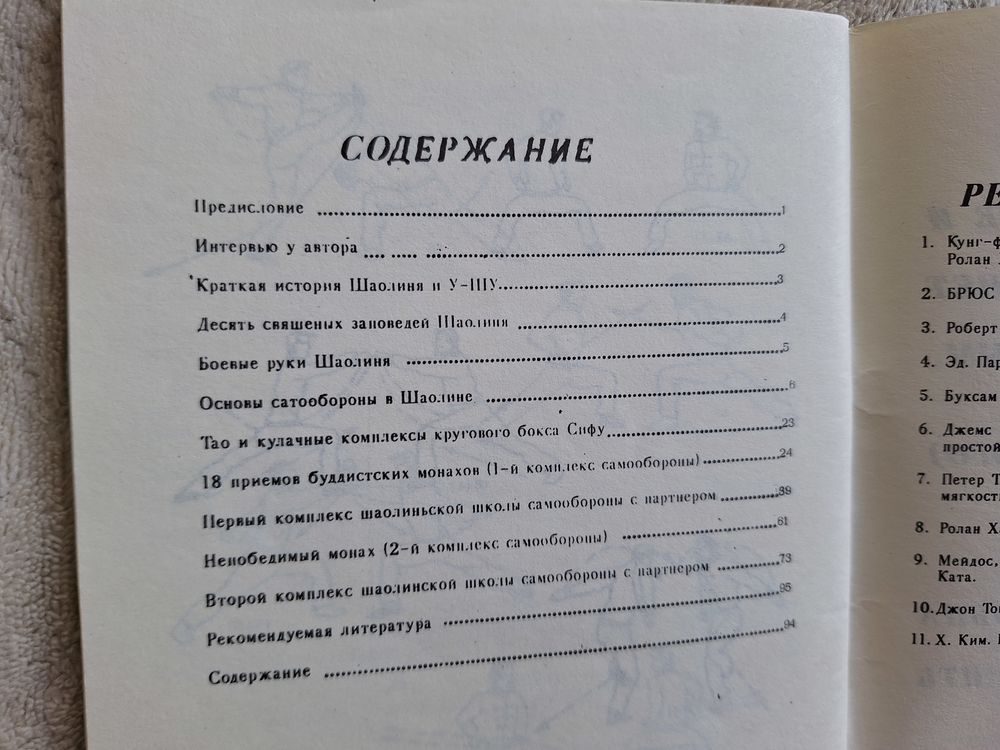 СОДЕРЖАНИЕ
Предисловие ........................................1
Интервью у автора .... ..... ........................................2
Краткая история Шаолиня и У-ШУ........................................3
Десять священых заповедей Шаолиня ........................................4
Боевые руки Шаолиня ........................................5
Основы сатообороны в Шаолине ........................................6
Тао и кулачные комплексы кругового бокса Сифу........................23
18 приемов буддистских монахов (1-й комплекс самообороны)...............24
Первый комплекс шаолиньской школы самообороны с партнером ..........39
Непобедимый монах (2-й комплекс самообороны) ....................61
Второй комплекс шаолинской школы самообороны с партнером ..........73
Рекомендуемая литература ........................................95
Содержание ........................................94
РЕ
1. Кунг-ф
Ролан
2. БРЮС
3. Роберт
4. Эд. Пар
5. Буксам
6. Джемс
простой
7. Петер Т
мягкост
8. Ролан Х
9. Мейдос,
Ката.
10. Джон То
11. Х. Ким.